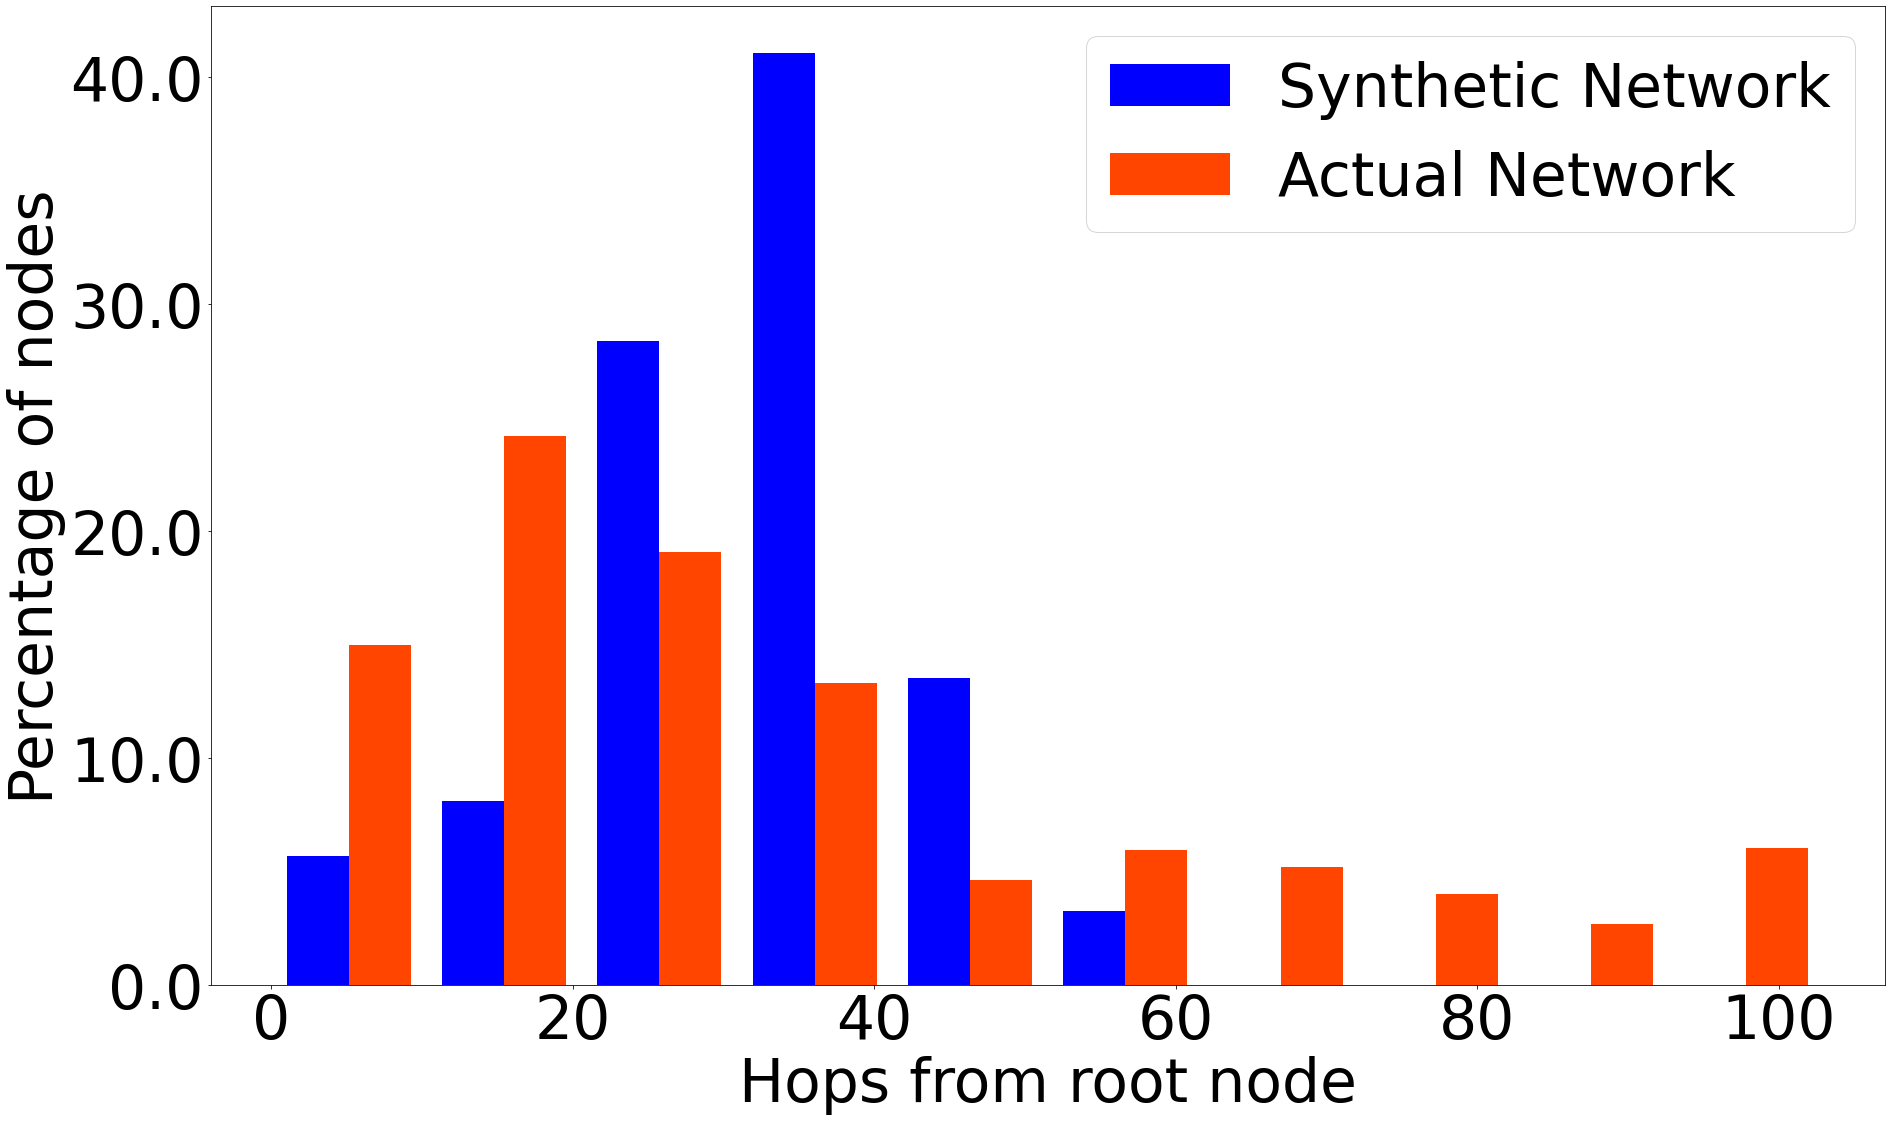 Synthetic Network
Actual Network
Percentage of nodes
40.0
30.0
20.0
10.0
0.0
0 20 40 60 80 100
Hops from root node